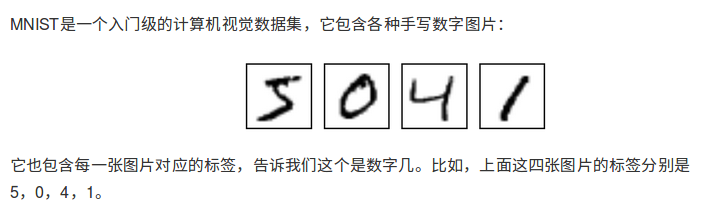 MNIST是一个入门级的计算机视觉数据集，它包含各种手写数字图片：
5 0 4 1
它也包含每一张图片对应的标签，告诉我们这个是数字几。比如，上面这四张图片的标签分别是
5，0，4，1。